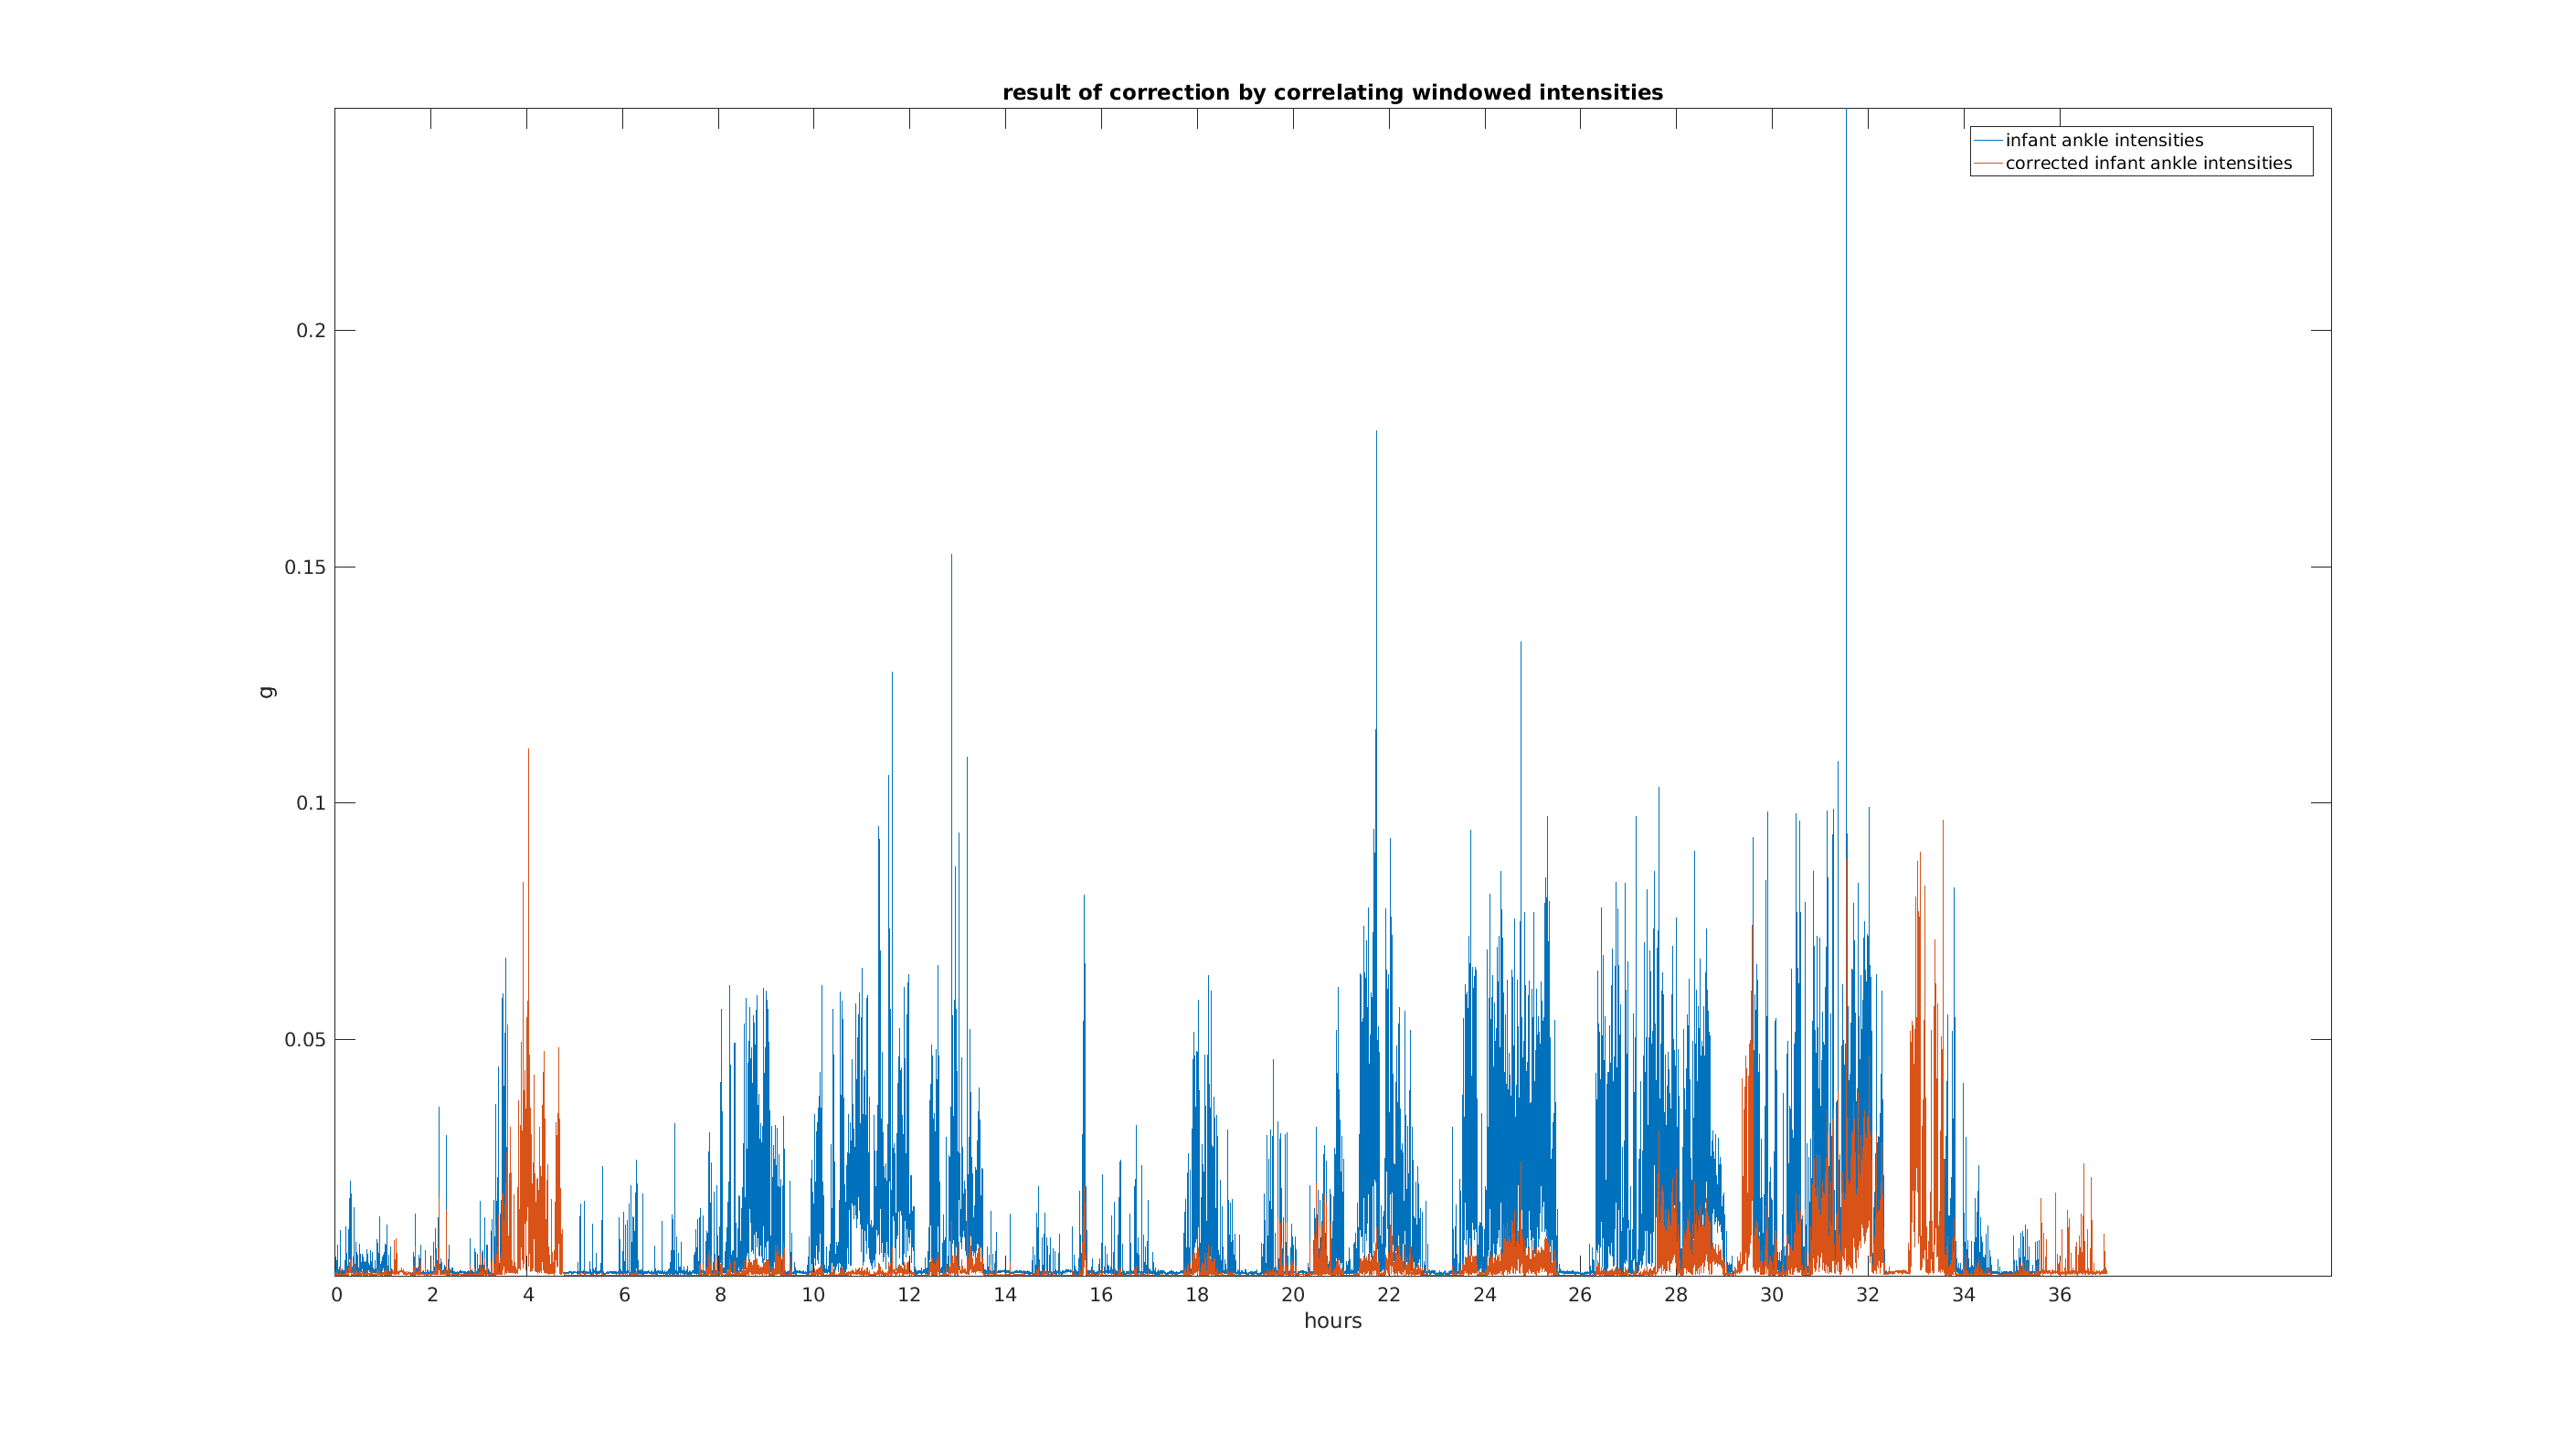 result of correction by correlating windowed intensities
infant ankle intensities
corrected infant ankle intensities
0.2
0.15
g
0.1
0.05
0 2 4 6 8 10 12 14 16 18 20 22 24 26 28 30 32 34 36
hours